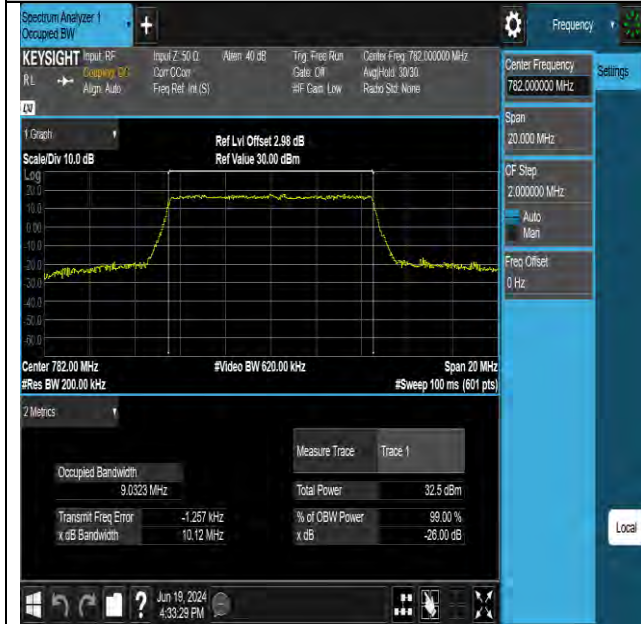 Spectrum Analyzer 1
Occupied BW
Frequency
KEYSIGHT Input: RF
Coupling: DC
Align: Auto
Input Z: 50 Ω
Corr CCorr
Freq Ref: Int (S)
Atten: 40 dB
Trig: Free Run
Gate: Off
#IF Gain: Low
Center Freq: 782.000000 MHz
Avg|Hold: 30/30
Radio Std: None
RL
LXI
Center Frequency
782.000000 MHz
Settings
Span
20.000 MHz
CF Step
2.000000 MHz
Auto
Man
Freq Offset
0 Hz
1 Graph
Scale/Div 10.0 dB
Ref Lvl Offset 2.98 dB
Ref Value 30.00 dBm
Log
20.0
10.0
0.00
-10.0
-20.0
-30.0
-40.0
-50.0
-60.0
Center 782.00 MHz
#Res BW 200.00 kHz
#Video BW 620.00 kHz
Span 20 MHz
#Sweep 100 ms (601 pts)
2 Metrics
Measure Trace Trace 1
Occupied Bandwidth
9.0323 MHz
Total Power 32.5 dBm
Transmit Freq Error -1.257 kHz
% of OBW Power 99.00 %
x dB Bandwidth 10.12 MHz
x dB -26.00 dB
Local
Jun 19, 2024
4:33:29 PM